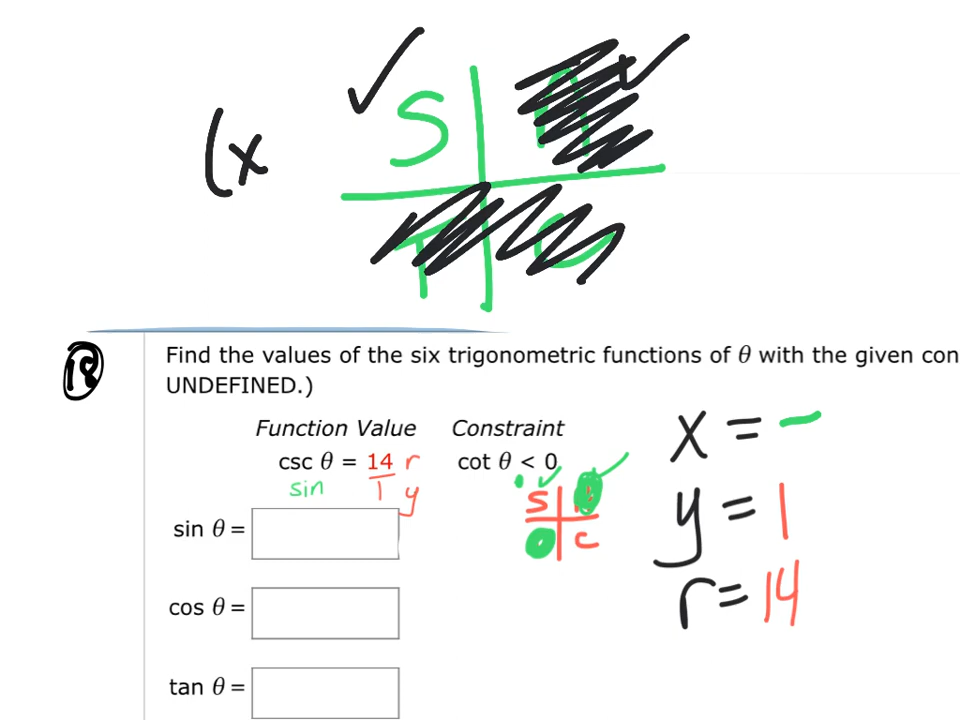 S
(x
T C
18
Find the values of the six trigonometric functions of θ with the given con
UNDEFINED.)
Function Value Constraint
csc θ = 14 r cot θ < 0
sin 1 y
S
C
sin θ =
cos θ =
tan θ =
x = -
y = 1
r = 14